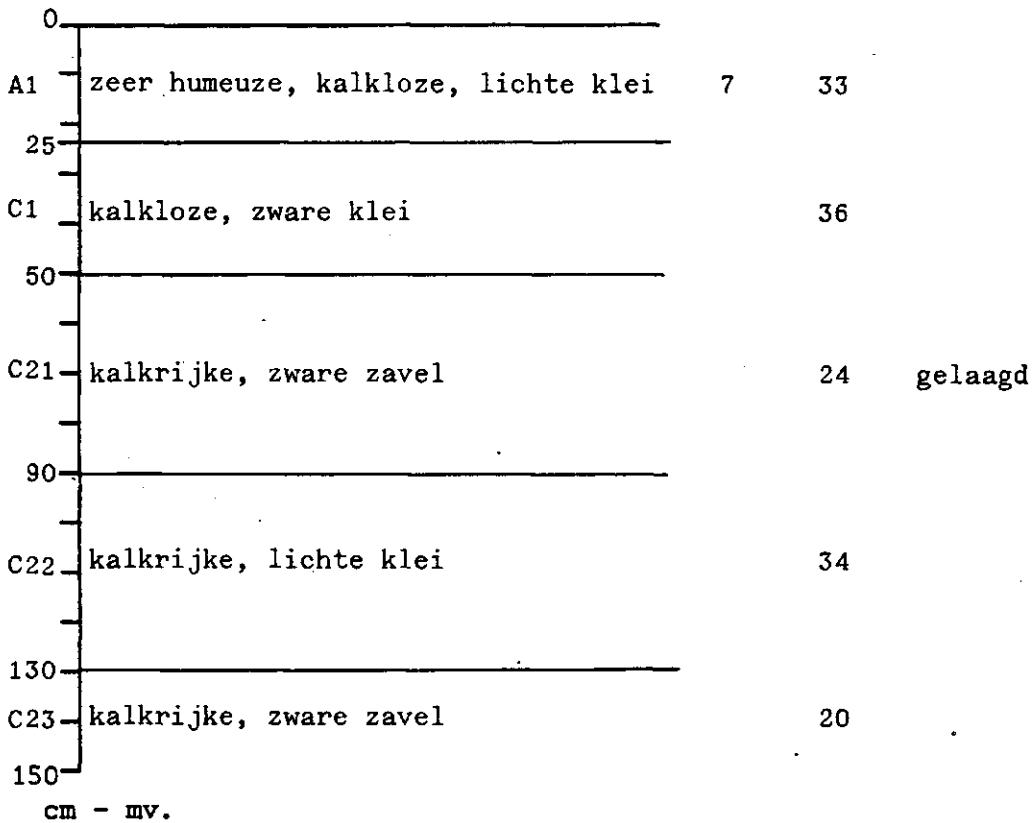 0
A1 zeer humeuze, kalkloze, lichte klei 7 33
25
C1 kalkloze, zware klei 36
50
C21 kalkrijke, zware zavel 24 gelaagd
90
C22 kalkrijke, lichte klei 34
130
C23 kalkrijke, zware zavel 20
150
cm - mv.